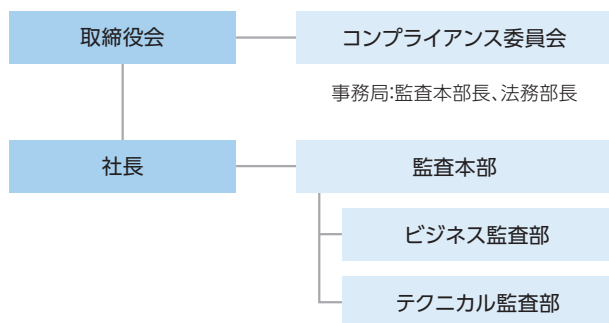 取締役会
コンプライアンス委員会
事務局:監査本部長、法務部長
社長
監査本部
ビジネス監査部
テクニカル監査部